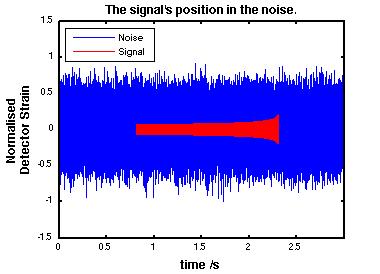 The signal's position in the noise.
Noise
Signal
Normalised
Detector Strain
1.5
1
0.5
0
-0.5
-1
-1.5
0 0.5 1 1.5 2 2.5
time /s